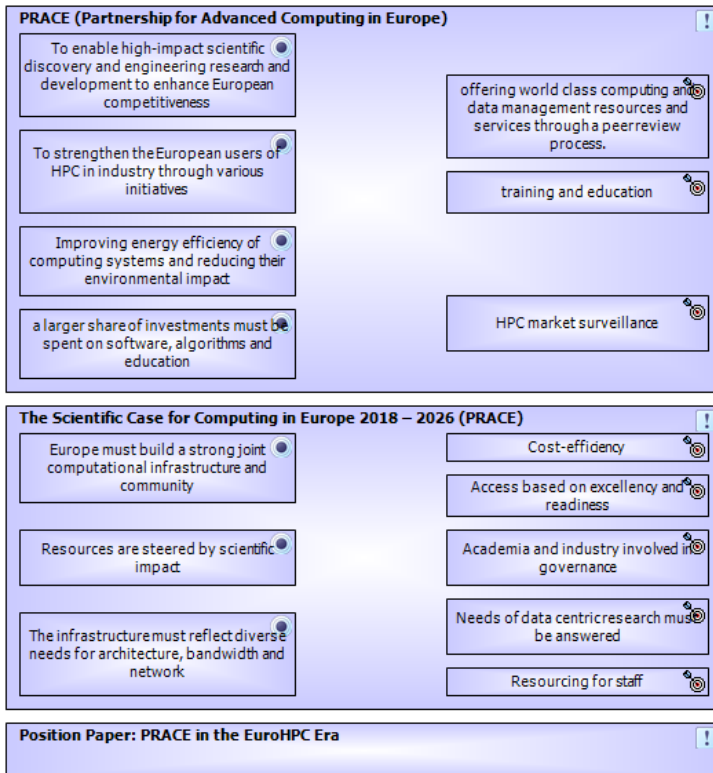 PRACE (Partnership for Advanced Computing in Europe)
To enable high-impact scientific
discovery and engineering research and
development to enhance European
competitiveness
To strengthen the European users of
HPC in industry through various
initiatives
Improving energy efficiency of
computing systems and reducing their
environmental impact
a larger share of investments must be
spent on software, algorithms and
education
offering world class computing and
data management resources and
services through a peer review
process.
training and education
HPC market surveillance
The Scientific Case for Computing in Europe 2018 – 2026 (PRACE)
Europe must build a strong joint
computational infrastructure and
community
Resources are steered by scientific
impact
The infrastructure must reflect diverse
needs for architecture, bandwidth and
network
Cost-efficiency
Access based on excellency and
readiness
Academia and industry involved in
governance
Needs of data centric research must
be answered
Resourcing for staff
Position Paper: PRACE in the EuroHPC Era